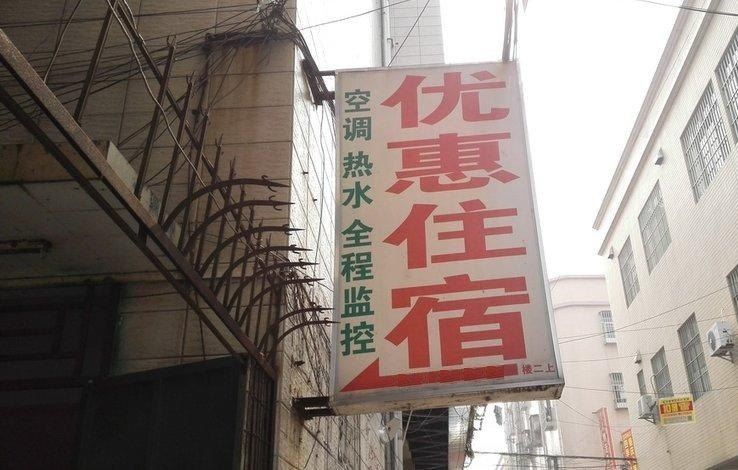 优惠住宿
空调 热水 全程监控
上二楼